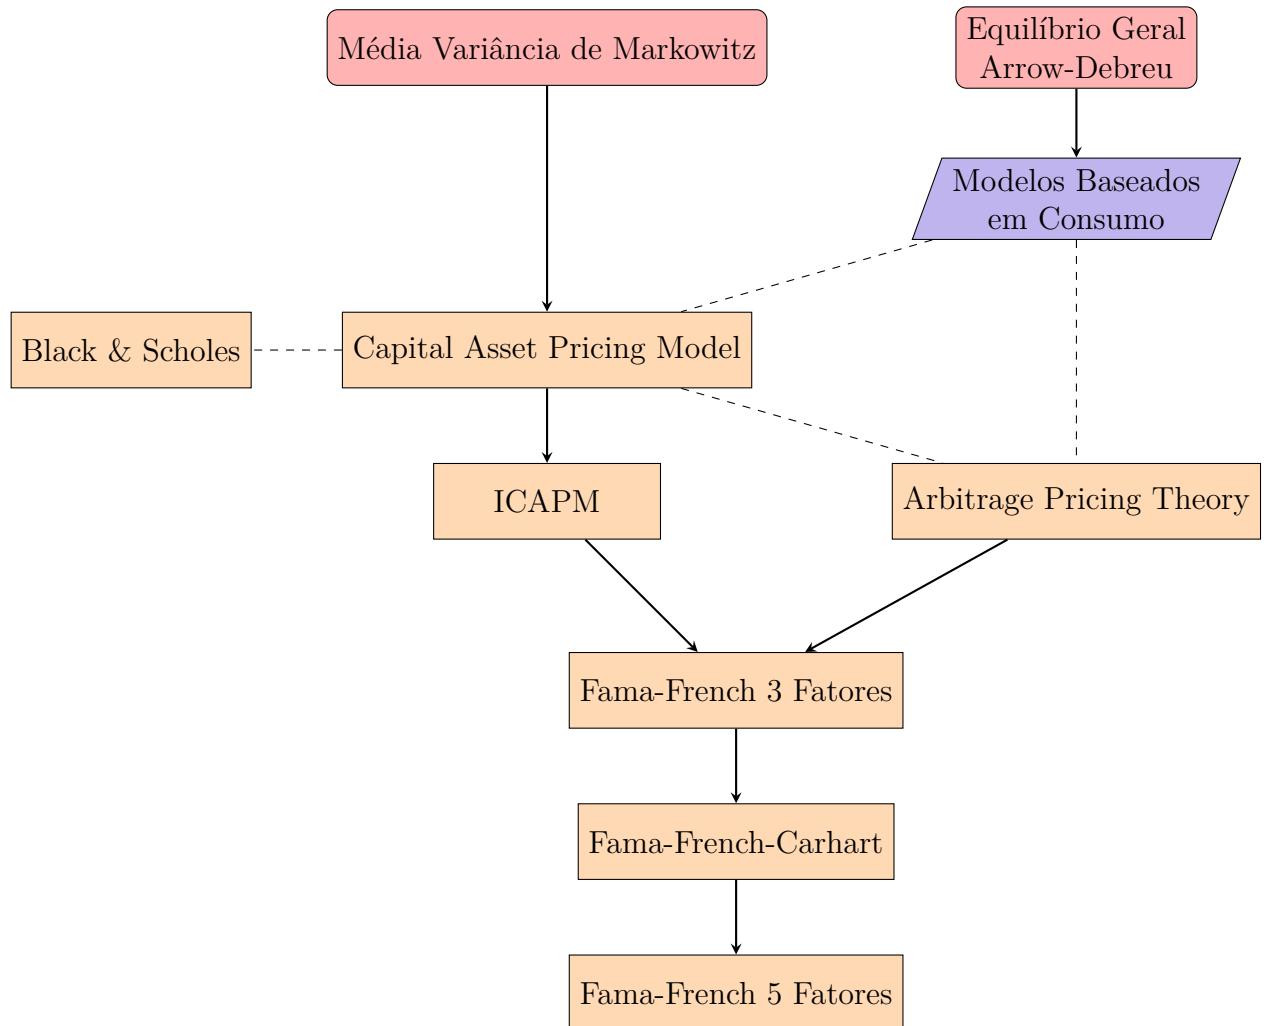 Média Variância de Markowitz
Equilíbrio Geral
Arrow-Debreu
Modelos Baseados
em Consumo
Black & Scholes
Capital Asset Pricing Model
ICAPM
Arbitrage Pricing Theory
Fama-French 3 Fatores
Fama-French-Carhart
Fama-French 5 Fatores